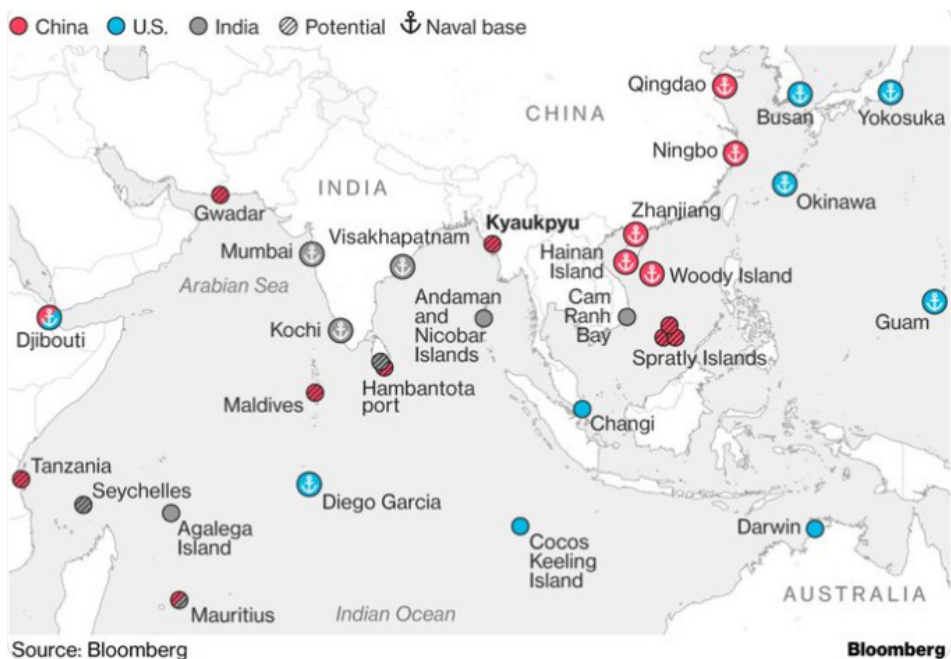 China U.S. India Potential Naval base
Qingdao
CHINA
Busan
Yokosuka
Ningbo
INDIA
Okinawa
Gwadar
Kyaukpyu
Zhanjiang
Mumbai
Visakhapatnam
Hainan
Island
Woody Island
Arabian Sea
Andaman
and
Nicobar
Islands
Cam
Ranh
Bay
Guam
Djibouti
Kochi
Spratly Islands
Hambantota
port
Maldives
Changi
Tanzania
Seychelles
Diego Garcia
Agalega
Island
Cocos
Keeling
Island
Darwin
AUSTRALIA
Mauritius
Indian Ocean
Source: Bloomberg
Bloomberg